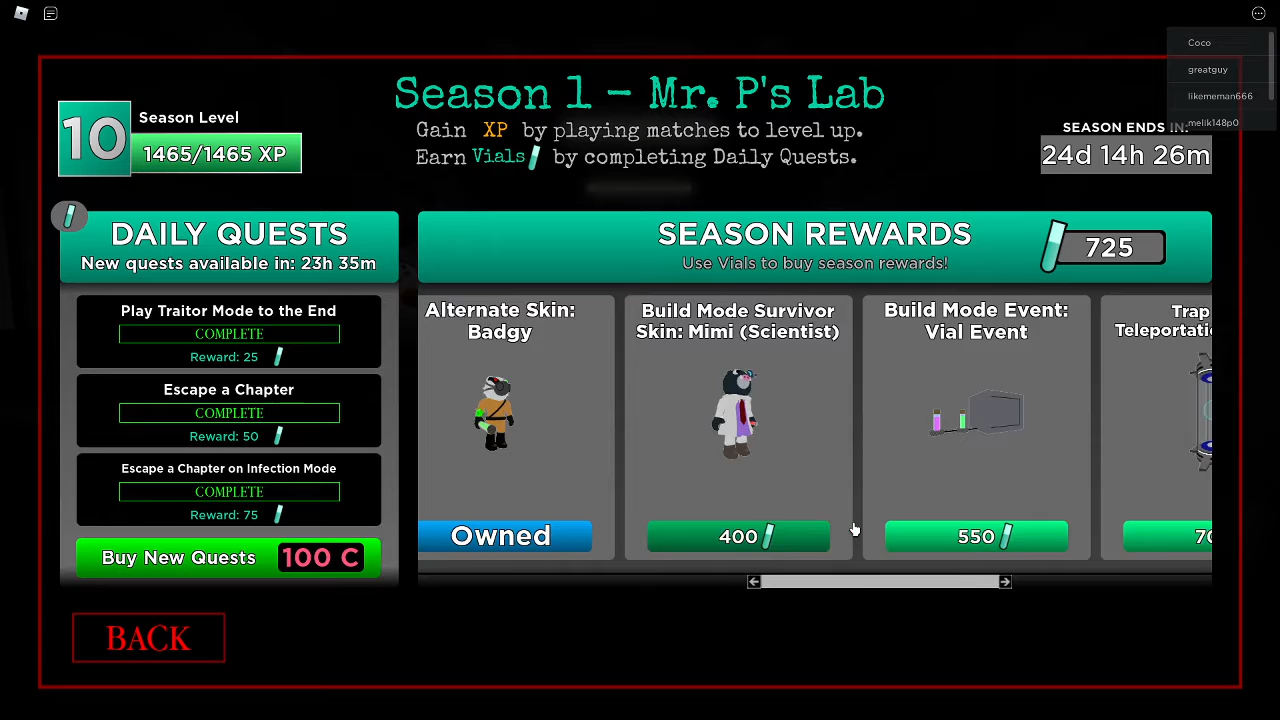 Coco
greatguy
likememan666
melik148p0
Season 1 - Mr. P's Lab
Gain XP by playing matches to level up.
Earn Vials by completing Daily Quests.
10
Season Level
1465/1465 XP
SEASON ENDS IN:
24d 14h 26m
DAILY QUESTS
New quests available in: 23h 35m
Play Traitor Mode to the End
COMPLETE
Reward: 25
Escape a Chapter
COMPLETE
Reward: 50
Escape a Chapter on Infection Mode
COMPLETE
Reward: 75
Buy New Quests 100 C
SEASON REWARDS
Use Vials to buy season rewards!
725
Alternate Skin:
Badgy
Owned
Build Mode Survivor
Skin: Mimi (Scientist)
400
Build Mode Event:
Vial Event
550
Trap
Teleportatio
70
BACK